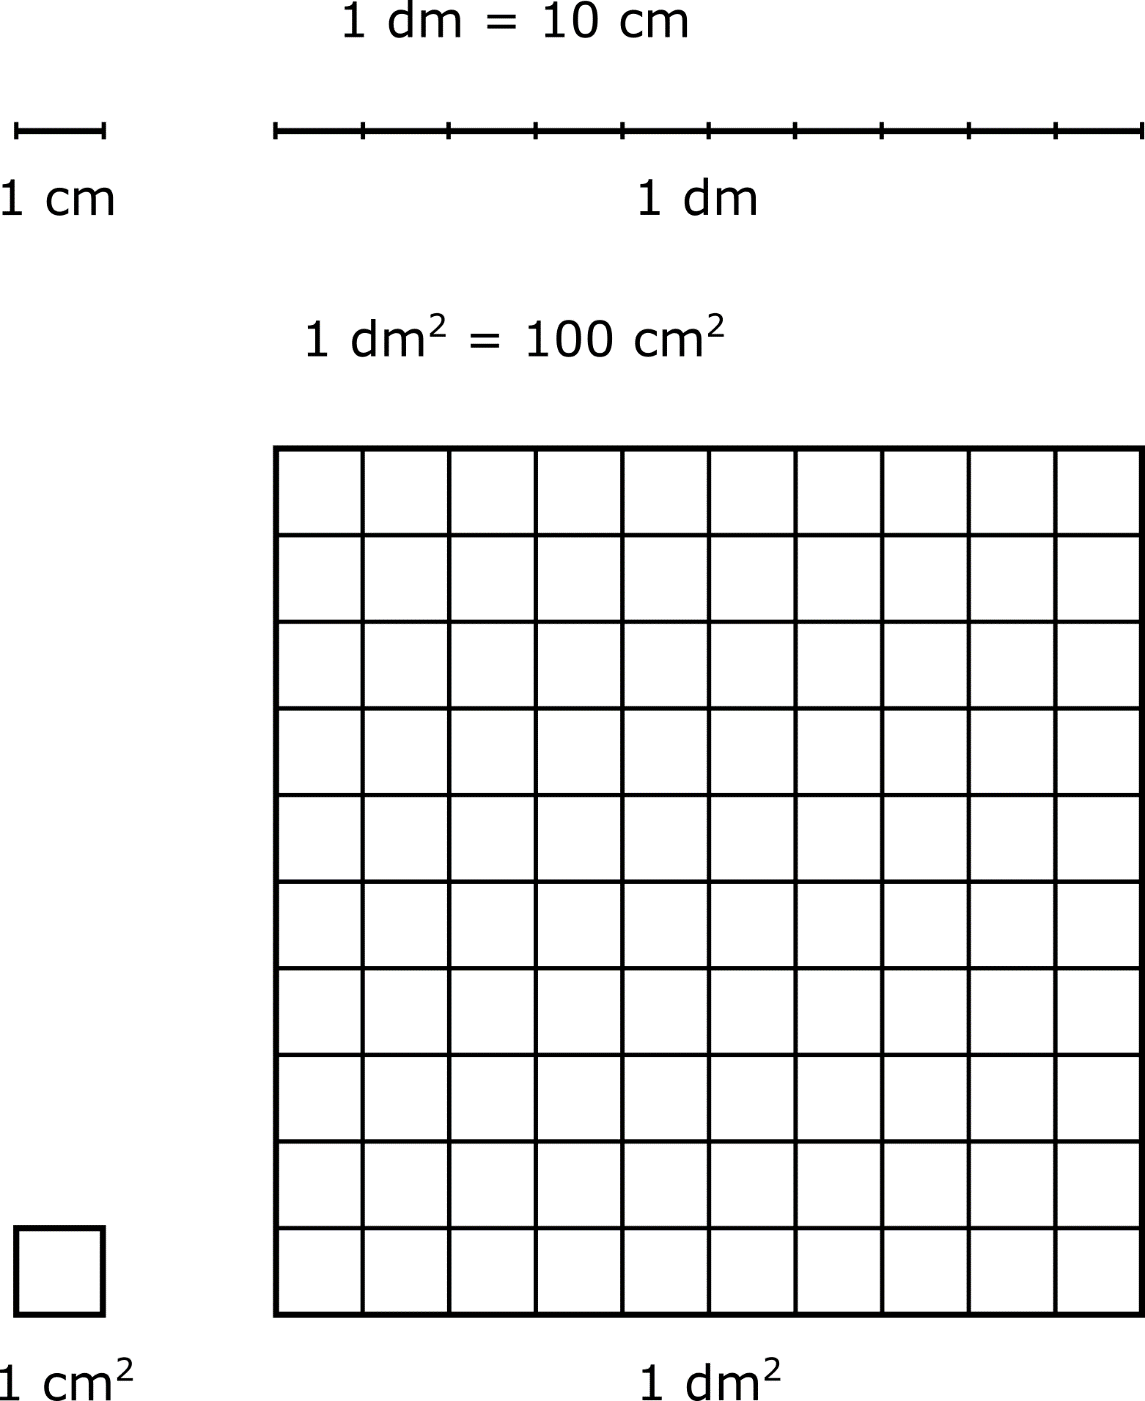 1 dm = 10 cm
1 cm
1 dm
1 dm² = 100 cm²
1 cm²
1 dm²